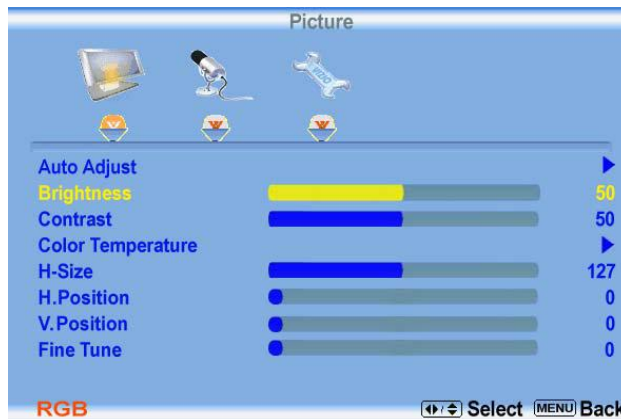 Picture
VIZIO
Auto Adjust
Brightness 50
Contrast 50
Color Temperature
H-Size 127
H.Position 0
V.Position 0
Fine Tune 0
RGB Select MENU Back